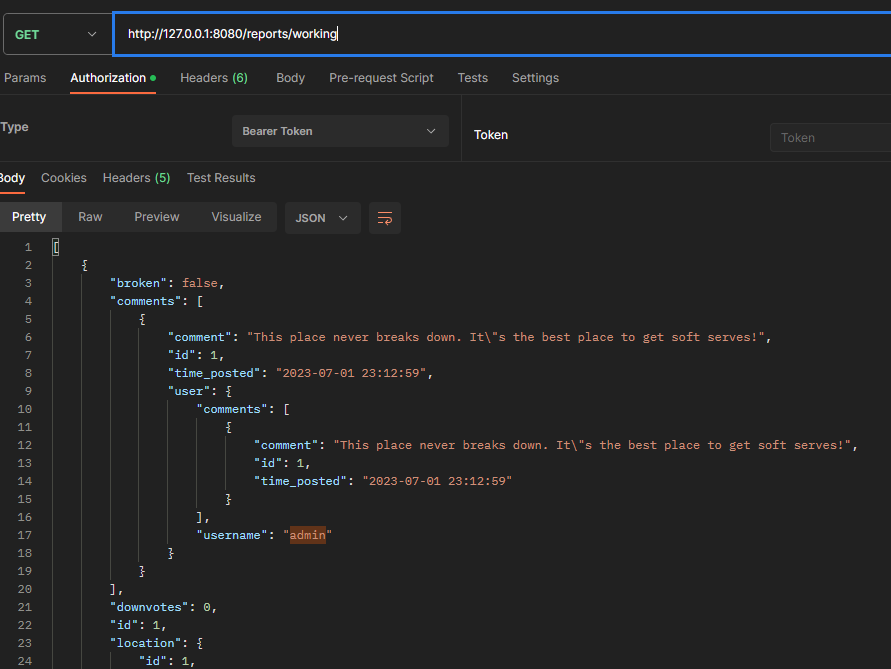 GET http://127.0.0.1:8080/reports/working
Params Authorization Headers (6) Body Pre-request Script Tests Settings
Type Bearer Token Token Token
Body Cookies Headers (5) Test Results
Pretty Raw Preview Visualize JSON
1 [
2 {
3 "broken": false,
4 "comments": [
5 {
6 "comment": "This place never breaks down. It\"s the best place to get soft serves!",
7 "id": 1,
8 "time_posted": "2023-07-01 23:12:59",
9 "user": {
10 "comments": [
11 {
12 "comment": "This place never breaks down. It\"s the best place to get soft serves!",
13 "id": 1,
14 "time_posted": "2023-07-01 23:12:59"
15 }
16 ],
17 "username": "admin"
18 }
19 }
20 ],
21 "downvotes": 0,
22 "id": 1,
23 "location": {
24 "id": 1,